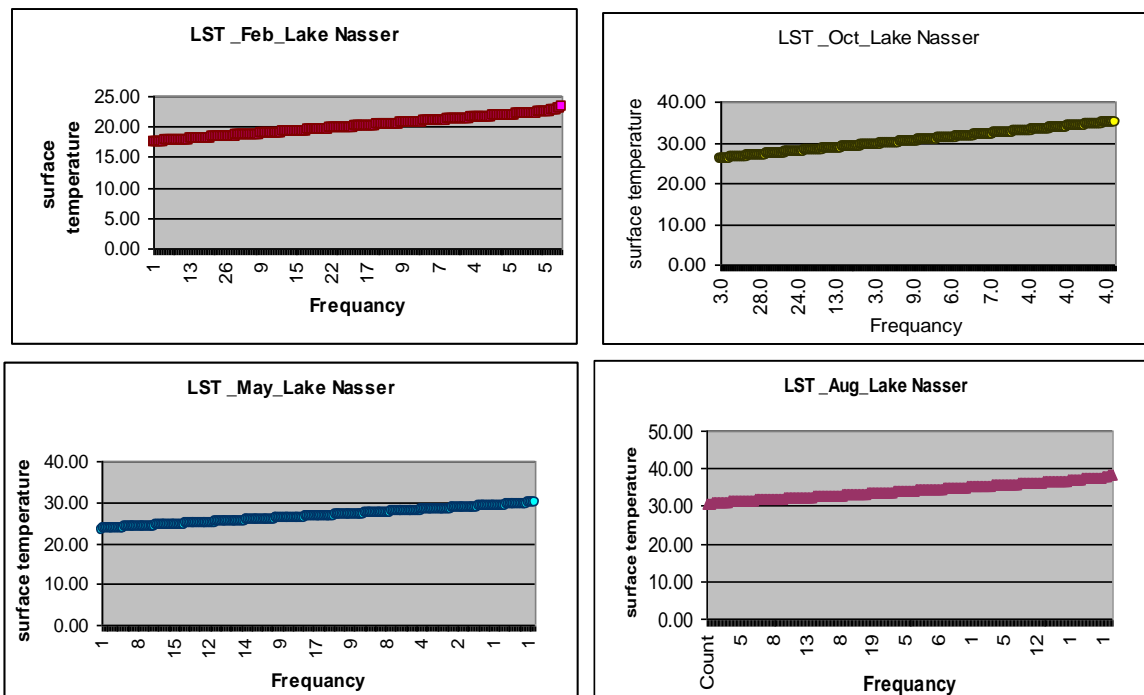 LST _Feb_Lake Nasser
surface
temperature
25.00
20.00
15.00
10.00
5.00
0.00
1 13 26 9 15 22 17 9 7 4 5 5
Frequancy
LST _Oct_Lake Nasser
surface temperature
40.00
30.00
20.00
10.00
0.00
3.0 28.0 24.0 13.0 3.0 9.0 6.0 7.0 4.0 4.0 4.0
Frequancy
LST _May_Lake Nasser
surface temperature
40.00
30.00
20.00
10.00
0.00
1 8 15 12 14 9 17 9 8 4 2 1 1
Frequancy
LST _Aug_Lake Nasser
surface temperature
50.00
40.00
30.00
20.00
10.00
0.00
Count 5 8 13 8 19 5 6 1 5 12 1 1
Frequancy